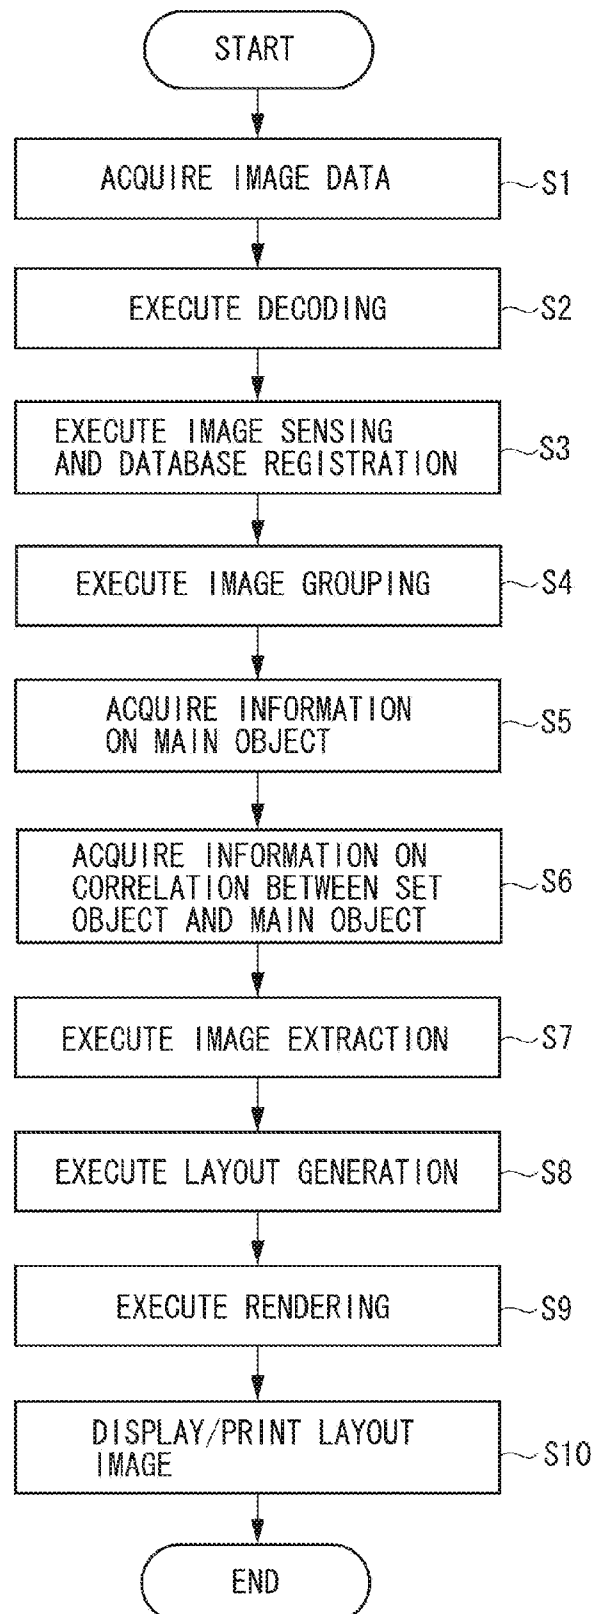 START
ACQUIRE IMAGE DATA
S1
EXECUTE DECODING
S2
EXECUTE IMAGE SENSING
AND DATABASE REGISTRATION
S3
EXECUTE IMAGE GROUPING
S4
ACQUIRE INFORMATION
ON MAIN OBJECT
S5
ACQUIRE INFORMATION ON
CORRELATION BETWEEN SET
OBJECT AND MAIN OBJECT
S6
EXECUTE IMAGE EXTRACTION
S7
EXECUTE LAYOUT GENERATION
S8
EXECUTE RENDERING
S9
DISPLAY/PRINT LAYOUT
IMAGE
S10
END